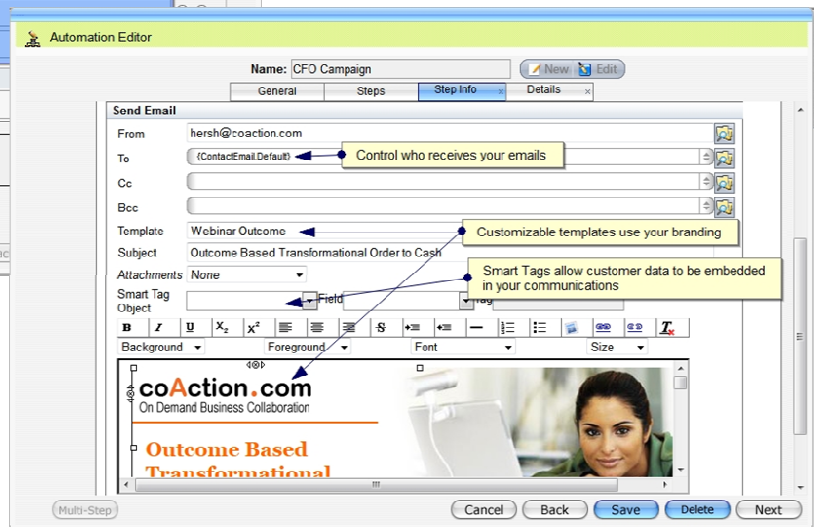 Automation Editor
Name: CFO Campaign New Edit
General Steps Step Info x Details x
Send Email
From hersh@coaction.com
To {ContactEmail.Default} Control who receives your emails
Cc
Bcc
Template Webinar Outcome Customizable templates use your branding
Subject Outcome Based Transformational Order to Cash
Attachments None Smart Tags allow customer data to be embedded
in your communications
Smart Tag
Object Field Tag
B I U X2 X2 S T
Background Foreground Font Size
coAction.com
On Demand Business Collaboration
Outcome Based
Transformational
Multi-Step Cancel Back Save Delete Next